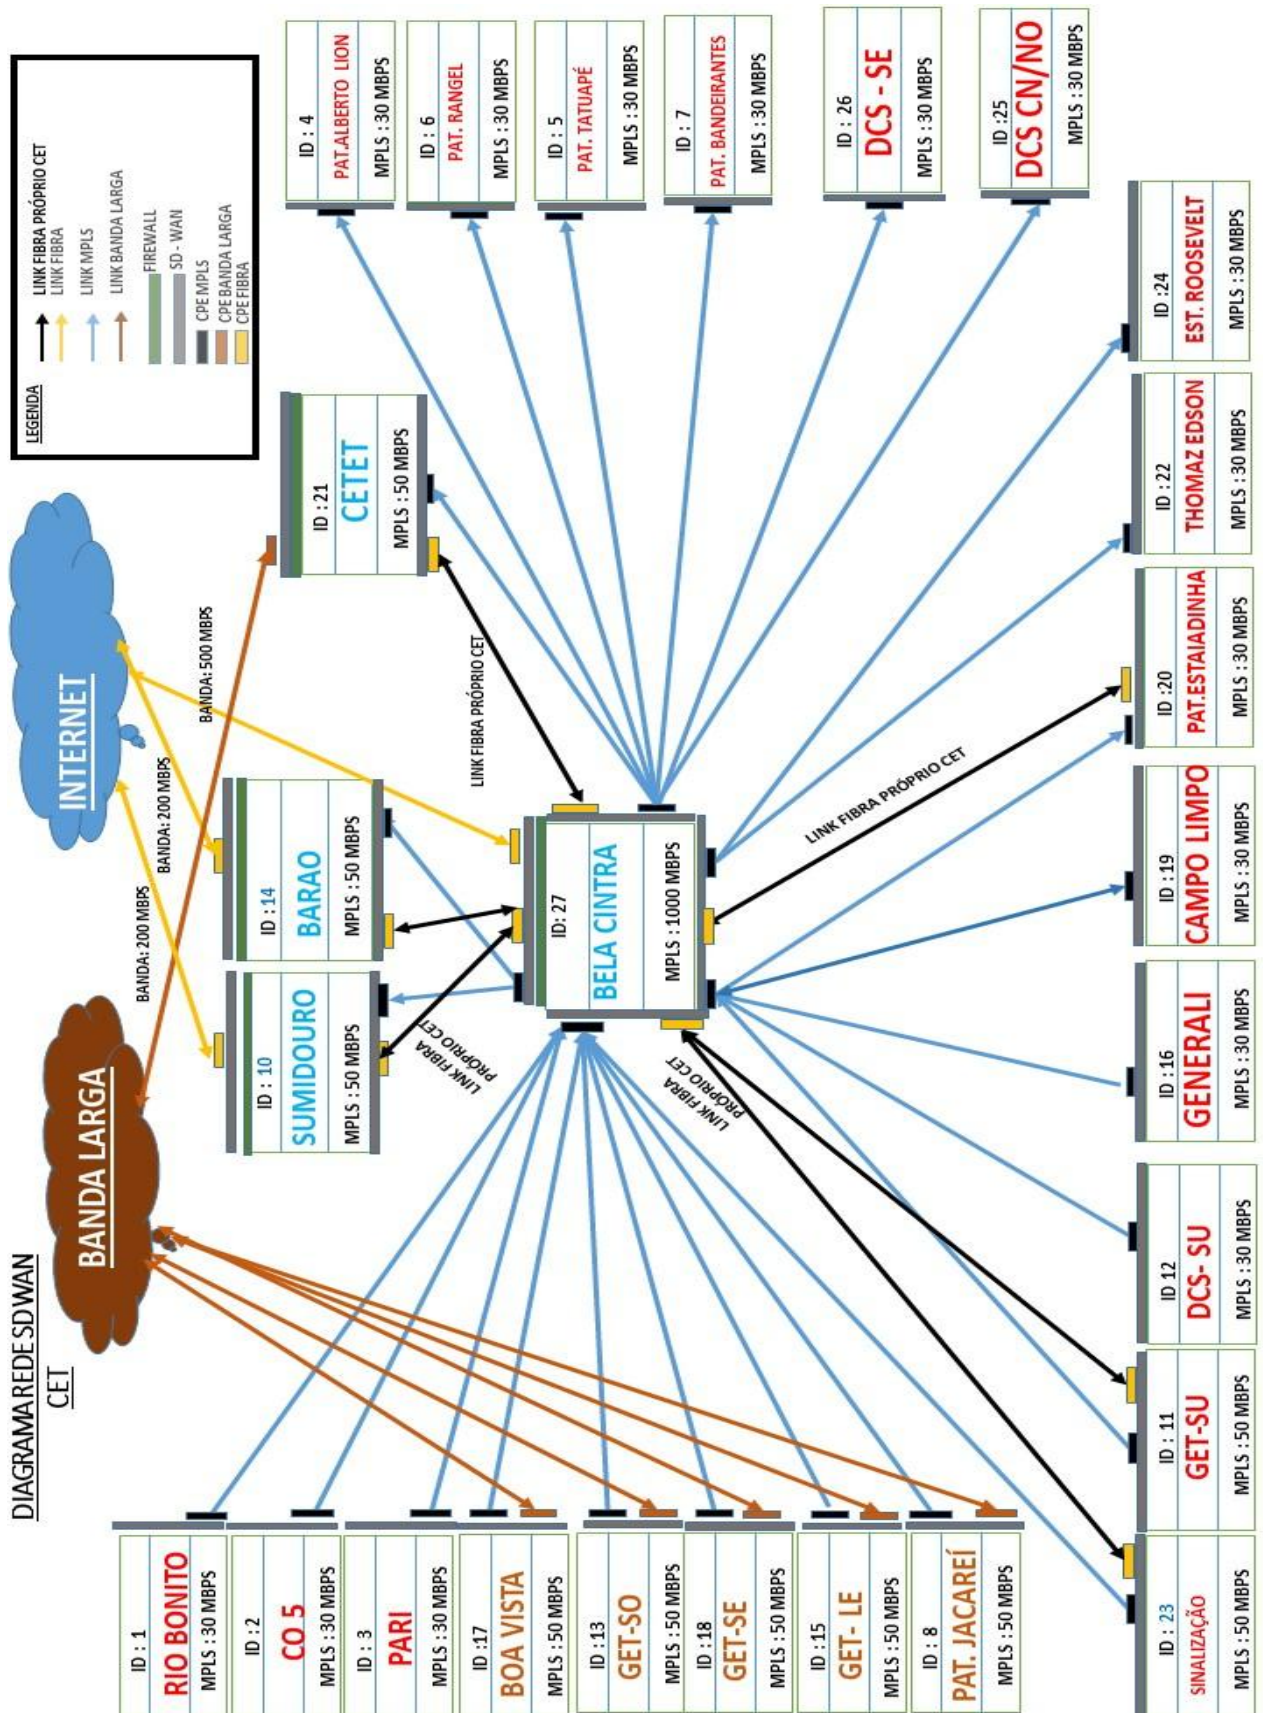 DIAGRAMA REDE SDWAN
CET
BANDA LARGA
INTERNET
LEGENDA
LINK FIBRA PRÓPRIO CET
LINK FIBRA
LINK MPLS
LINK BANDA LARGA
FIREWALL
SD - WAN
CPE MPLS
CPE BANDA LARGA
CPE FIBRA
BANDA: 200 MBPS
BANDA: 200 MBPS
BANDA: 500 MBPS
ID : 1
RIO BONITO
MPLS : 30 MBPS
ID : 2
CO 5
MPLS : 30 MBPS
ID : 3
PARI
MPLS : 30 MBPS
ID :17
BOA VISTA
MPLS : 50 MBPS
ID :13
GET-SO
MPLS : 50 MBPS
ID :18
GET-SE
MPLS : 50 MBPS
ID :15
GET- LE
MPLS : 50 MBPS
ID : 8
PAT. JACAREÍ
MPLS : 50 MBPS
ID : 10
SUMIDOURO
MPLS : 50 MBPS
ID : 14
BARAO
MPLS : 50 MBPS
ID : 21
CETET
MPLS : 50 MBPS
LINK FIBRA
PRÓPRIO CET
LINK FIBRA PRÓPRIO CET
ID: 27
BELA CINTRA
MPLS : 1000 MBPS
LINK FIBRA
PRÓPRIO CET
LINK FIBRA PRÓPRIO CET
ID : 4
PAT.ALBERTO LION
MPLS : 30 MBPS
ID : 6
PAT. RANGEL
MPLS : 30 MBPS
ID : 5
PAT. TATUAPÉ
MPLS : 30 MBPS
ID : 7
PAT. BANDEIRANTES
MPLS : 30 MBPS
ID : 26
DCS - SE
MPLS : 30 MBPS
ID :25
DCS CN/NO
MPLS : 30 MBPS
ID : 23
SINALIZAÇÃO
MPLS : 50 MBPS
ID : 11
GET-SU
MPLS : 50 MBPS
ID 12
DCS- SU
MPLS : 30 MBPS
ID :16
GENERALI
MPLS : 30 MBPS
ID :19
CAMPO LIMPO
MPLS : 30 MBPS
ID :20
PAT.ESTAIADINHA
MPLS : 30 MBPS
ID : 22
THOMAZ EDSON
MPLS : 30 MBPS
ID :24
EST. ROOSEVELT
MPLS : 30 MBPS